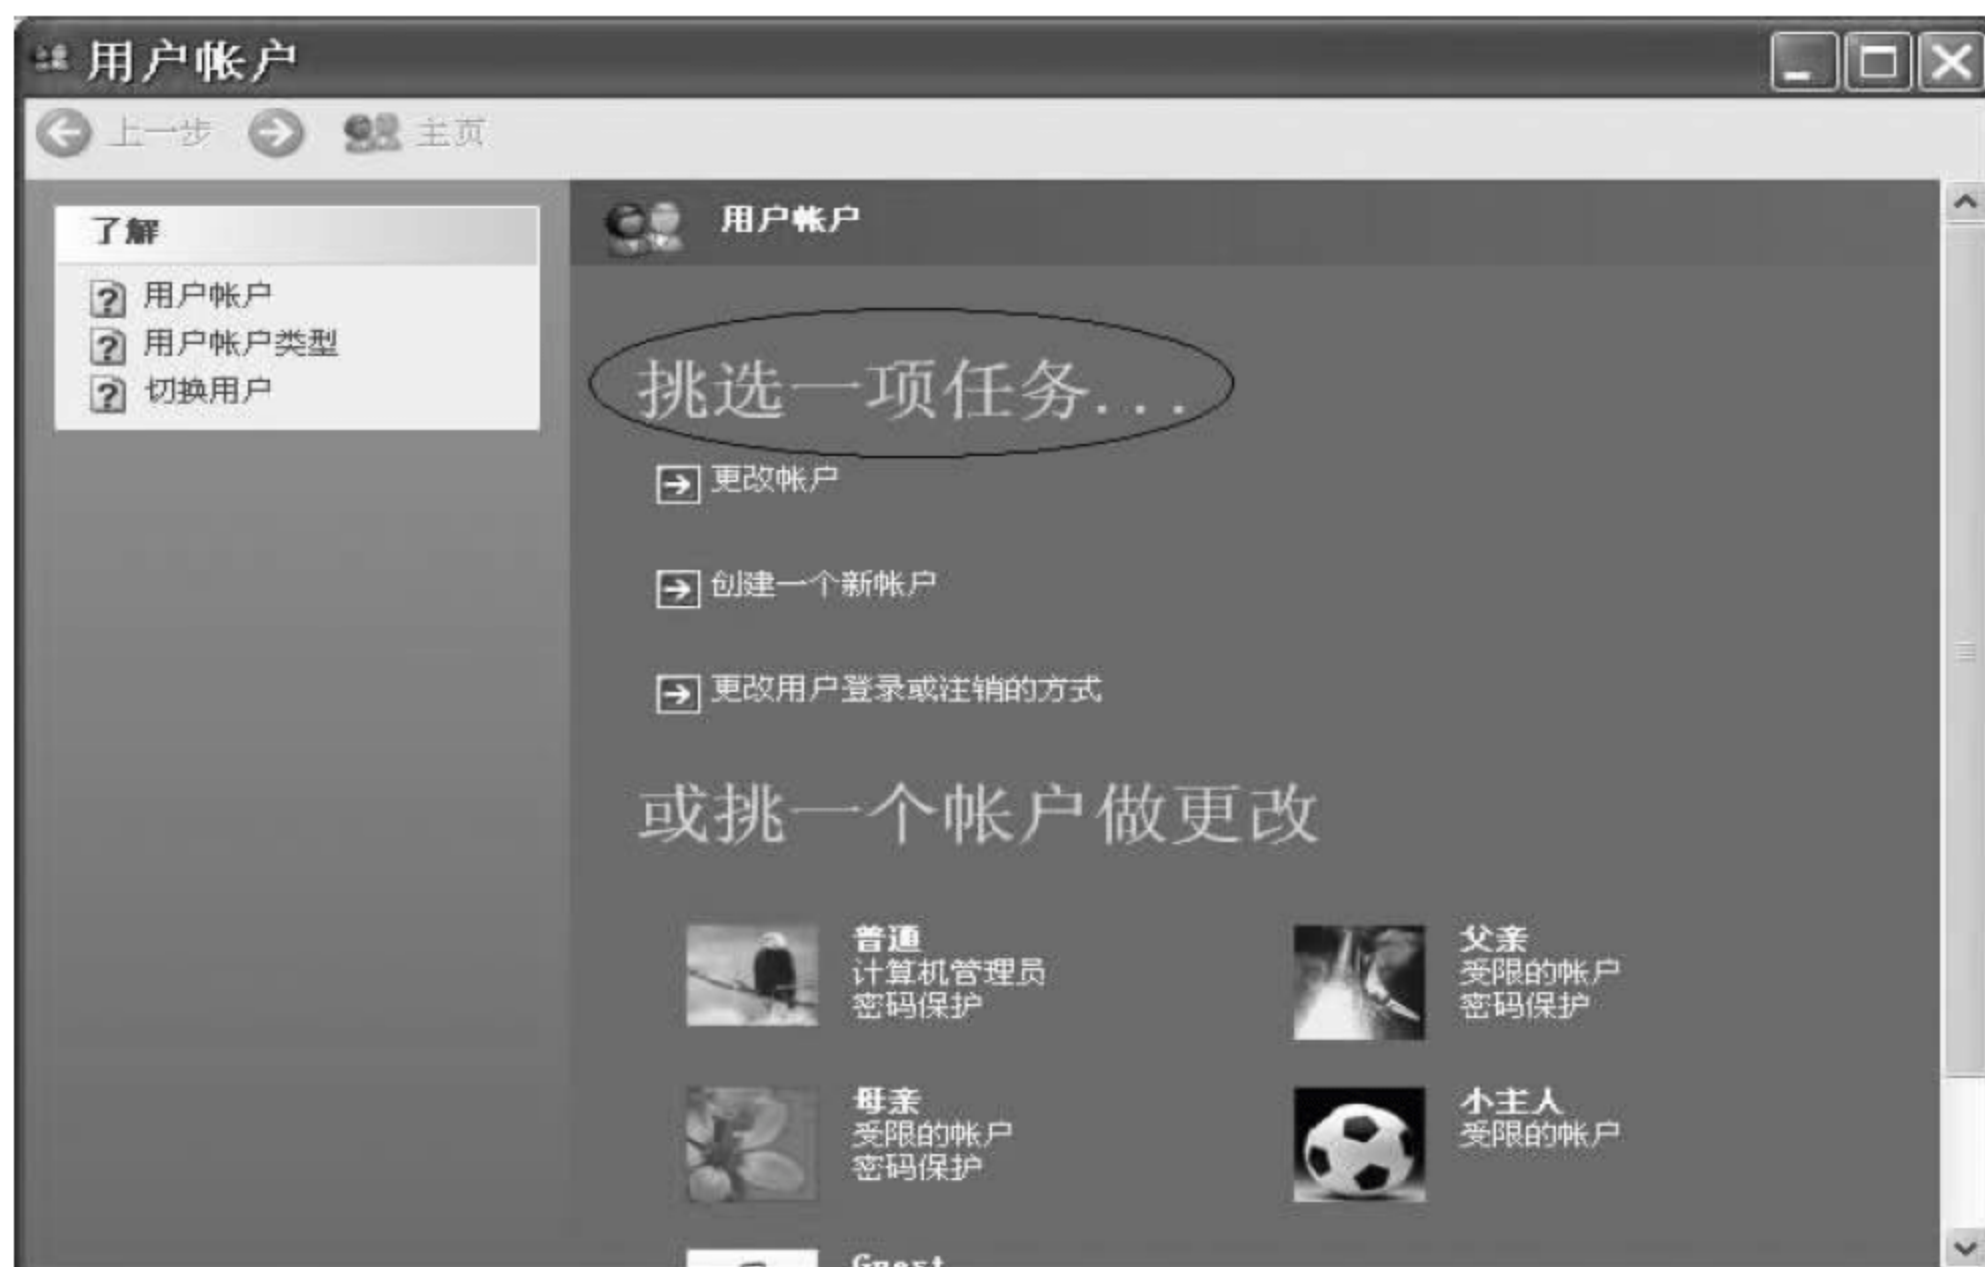 用户帐户
上一步 主页
了解
用户帐户
用户帐户类型
切换用户
用户帐户
挑选一项任务...
更改帐户
创建一个新帐户
更改用户登录或注销的方式
或挑一个帐户做更改
普通
计算机管理员
密码保护
父亲
受限的帐户
密码保护
母亲
受限的帐户
密码保护
小主人
受限的帐户
Guest